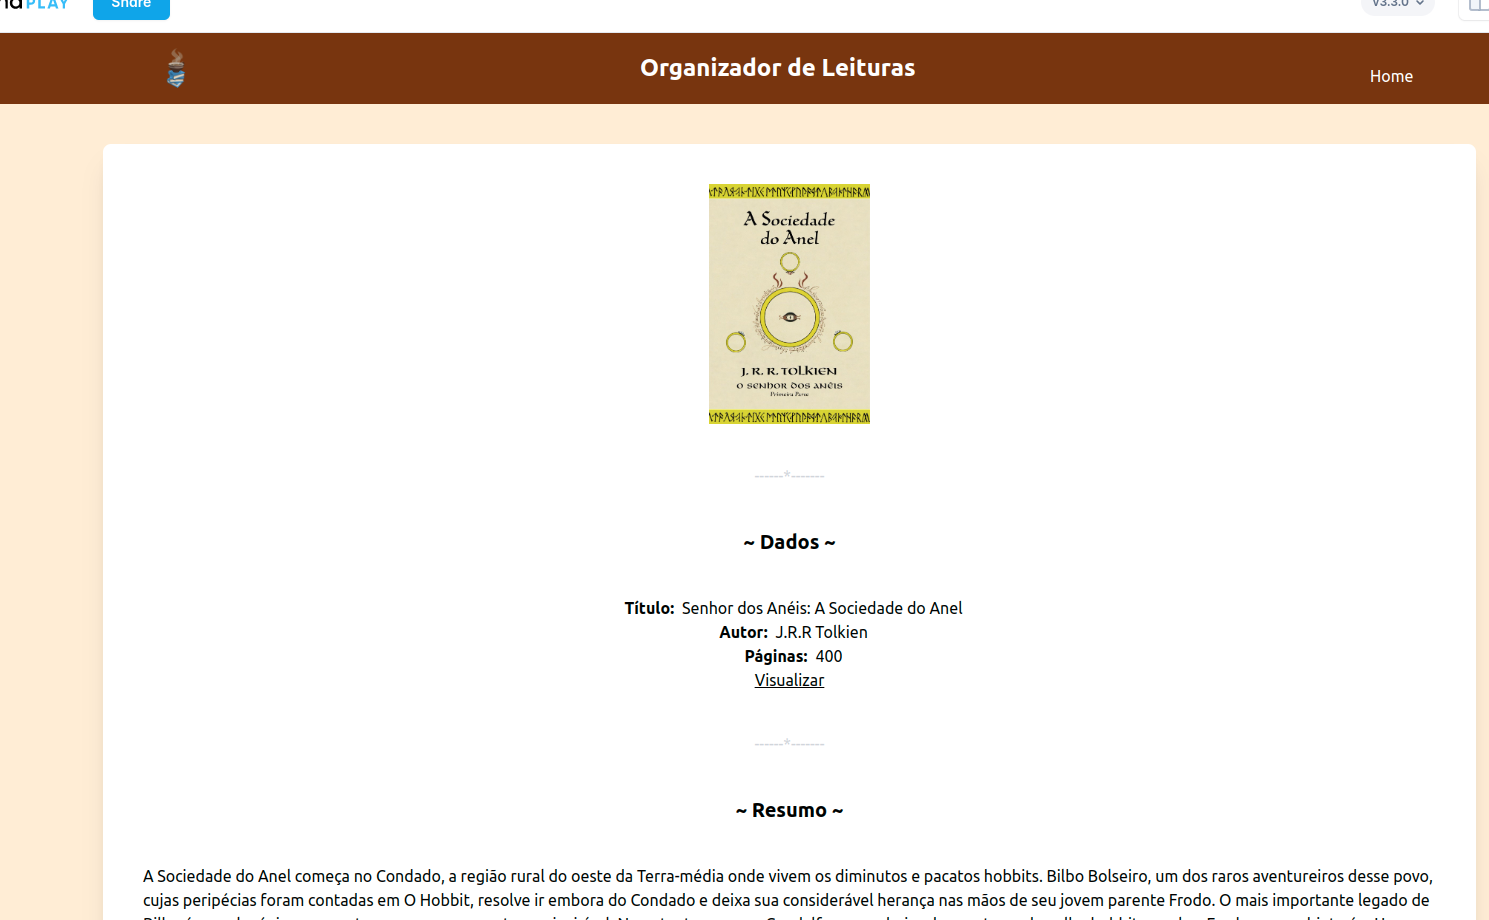 PLAY Share v3.3.0
Organizador de Leituras
Home
A Sociedade
do Anel
J. R. R. TOLKIEN
O SENHOR DOS ANÉIS
Primeira Parte
------*-------
~ Dados ~
Título: Senhor dos Anéis: A Sociedade do Anel
Autor: J.R.R Tolkien
Páginas: 400
Visualizar
------*-------
~ Resumo ~
A Sociedade do Anel começa no Condado, a região rural do oeste da Terra-média onde vivem os diminutos e pacatos hobbits. Bilbo Bolseiro, um dos raros aventureiros desse povo,
cujas peripécias foram contadas em O Hobbit, resolve ir embora do Condado e deixa sua considerável herança nas mãos de seu jovem parente Frodo. O mais importante legado de